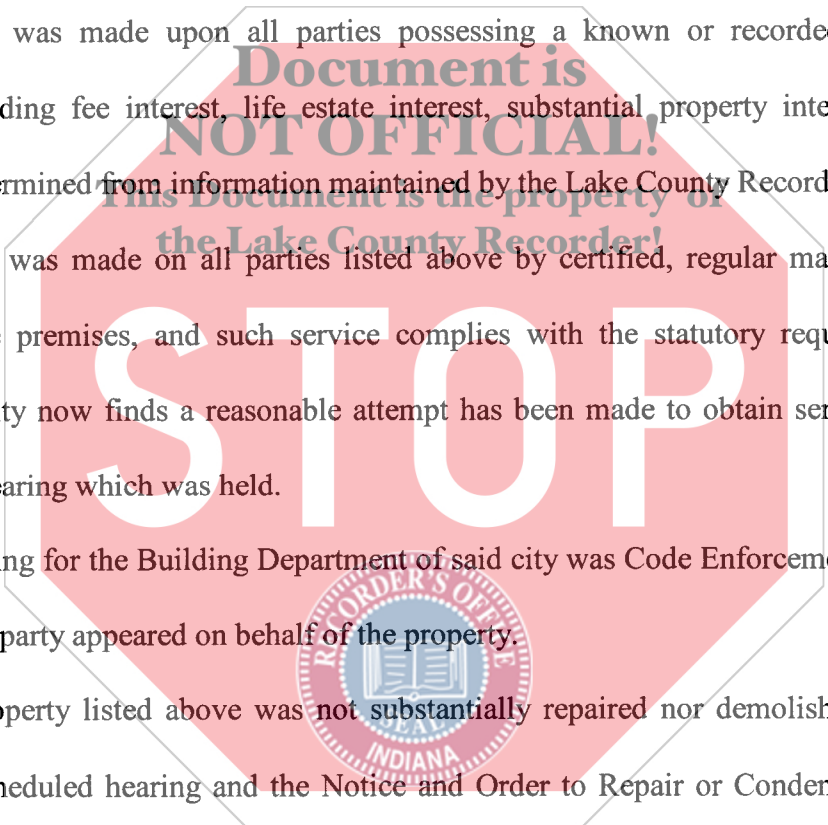 was made upon all parties possessing a known or recorde
Document is
ding fee interest, life estate interest, substantial property inte
NOT OFFICIAL!
rmined from information maintained by the Lake County Record
This Document is the property of
the Lake County Recorder!
was made on all parties listed above by certified, regular ma
premises, and such service complies with the statutory requ
STOP
ty now finds a reasonable attempt has been made to obtain ser
aring which was held.
ng for the Building Department of said city was Code Enforceme
RECORDER'S OFFICE
party appeared on behalf of the property.
perty listed above was not substantially repaired nor demolish
SEAL
INDIANA
heduled hearing and the Notice and Order to Repair or Conden